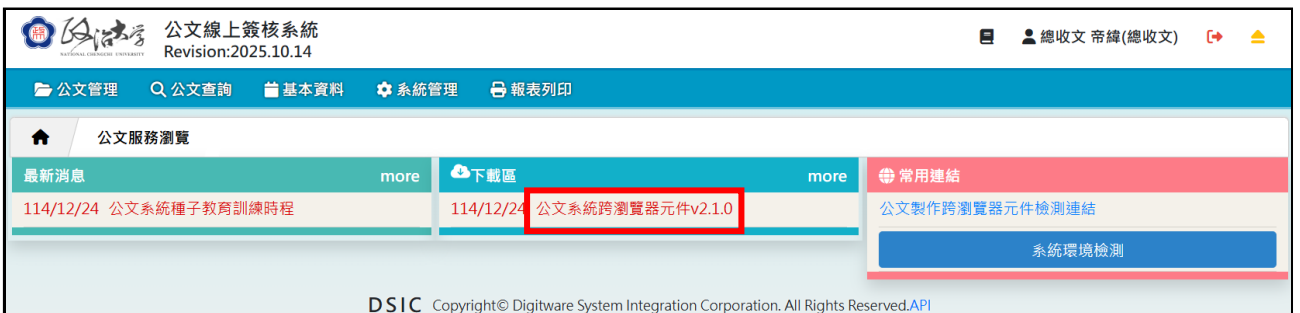 政治大學 公文線上簽核系統
NATIONAL CHENGCHI UNIVERSITY Revision:2025.10.14
總收文 帝緯(總收文)
公文管理 公文查詢 基本資料 系統管理 報表列印
公文服務瀏覽
最新消息 more 下載區 more 常用連結
114/12/24 公文系統種子教育訓練時程 114/12/24 公文系統跨瀏覽器元件v2.1.0 公文製作跨瀏覽器元件檢測連結
系統環境檢測
DSIC Copyright© Digitware System Integration Corporation. All Rights Reserved.API